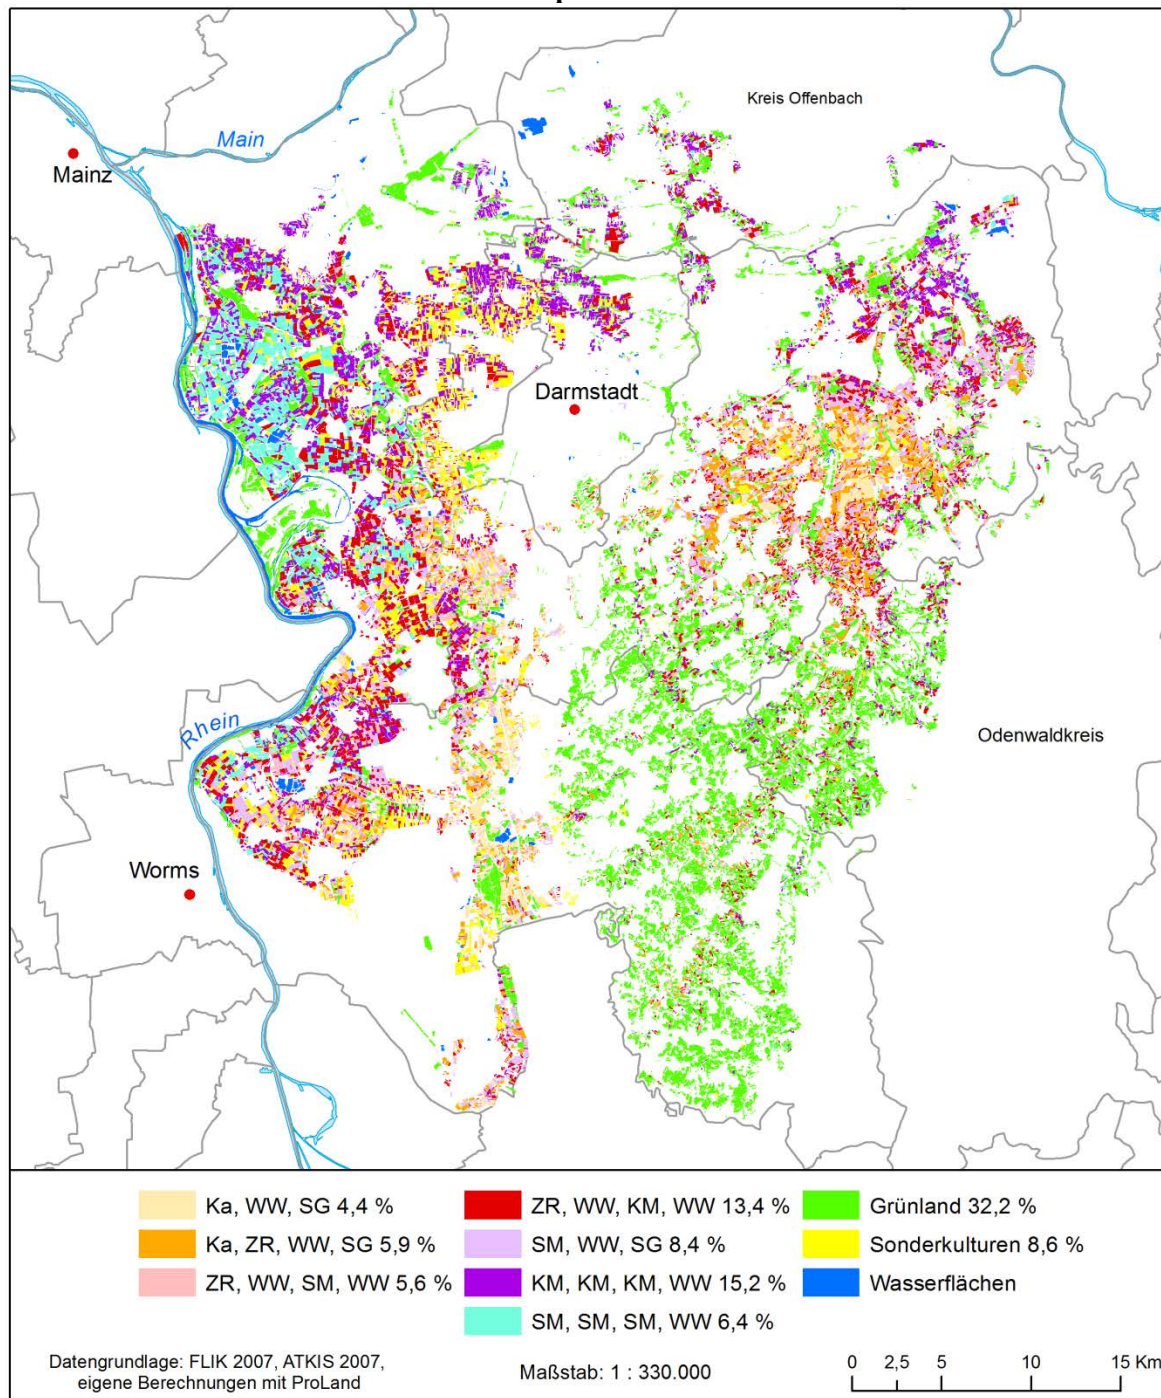 Kreis Offenbach
Main
Mainz
Darmstadt
Rhein
Odenwaldkreis
Worms
Ka, WW, SG 4,4 %
Ka, ZR, WW, SG 5,9 %
ZR, WW, SM, WW 5,6 %
ZR, WW, KM, WW 13,4 %
SM, WW, SG 8,4 %
KM, KM, KM, WW 15,2 %
SM, SM, SM, WW 6,4 %
Grünland 32,2 %
Sonderkulturen 8,6 %
Wasserflächen
Datengrundlage: FLIK 2007, ATKIS 2007,
eigene Berechnungen mit ProLand
Maßstab: 1 : 330.000
0 2,5 5 10 15 Km